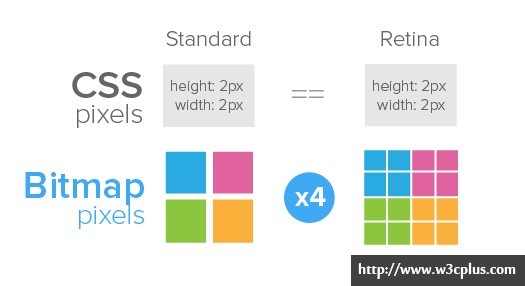 Standard
Retina
CSS
pixels
height: 2px
width: 2px
==
height: 2px
width: 2px
Bitmap
pixels
x4
http://www.w3cplus.com